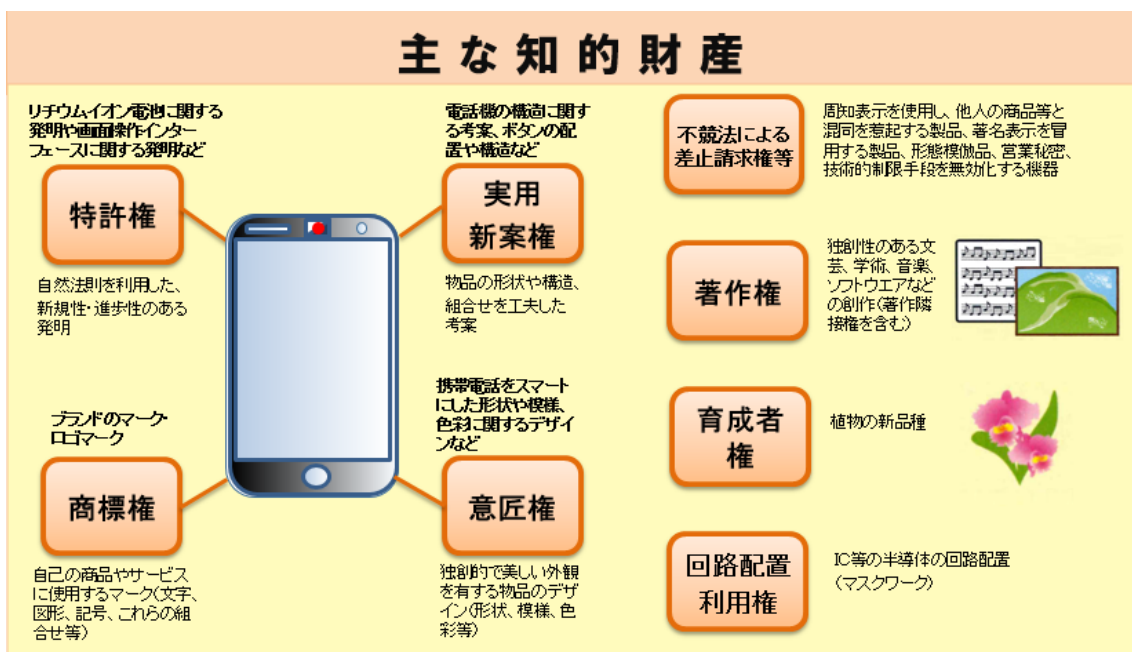 主な知的財産
リチウムイオン電池に関する
発明や画面操作インター
フェースに関する発明など
特許権
自然法則を利用した、
新規性・進歩性のある
発明
電話機の構造に関す
る考案、ボタンの配
置や構造など
実用
新案権
物品の形状や構造、
組合せを工夫した
考案
ブランドのマーク・
ロゴマーク
商標権
自己の商品やサービス
に使用するマーク(文字、
図形、記号、これらの組
合せ等)
携帯電話をスマート
にした形状や模様、
色彩に関するデザイ
ンなど
意匠権
独創的で美しい外観
を有する物品のデザ
イン(形状、模様、色
彩等)
不競法による
差止請求権等
周知表示を使用し、他人の商品等と
混同を惹起する製品、著名表示を冒
用する製品、形態模倣品、営業秘密、
技術的制限手段を無効化する機器
著作権
独創性のある文
芸、学術、音楽、
ソフトウエアなど
の創作(著作隣
接権を含む)
育成者
権
植物の新品種
回路配置
利用権
IC等の半導体の回路配置
(マスクワーク)